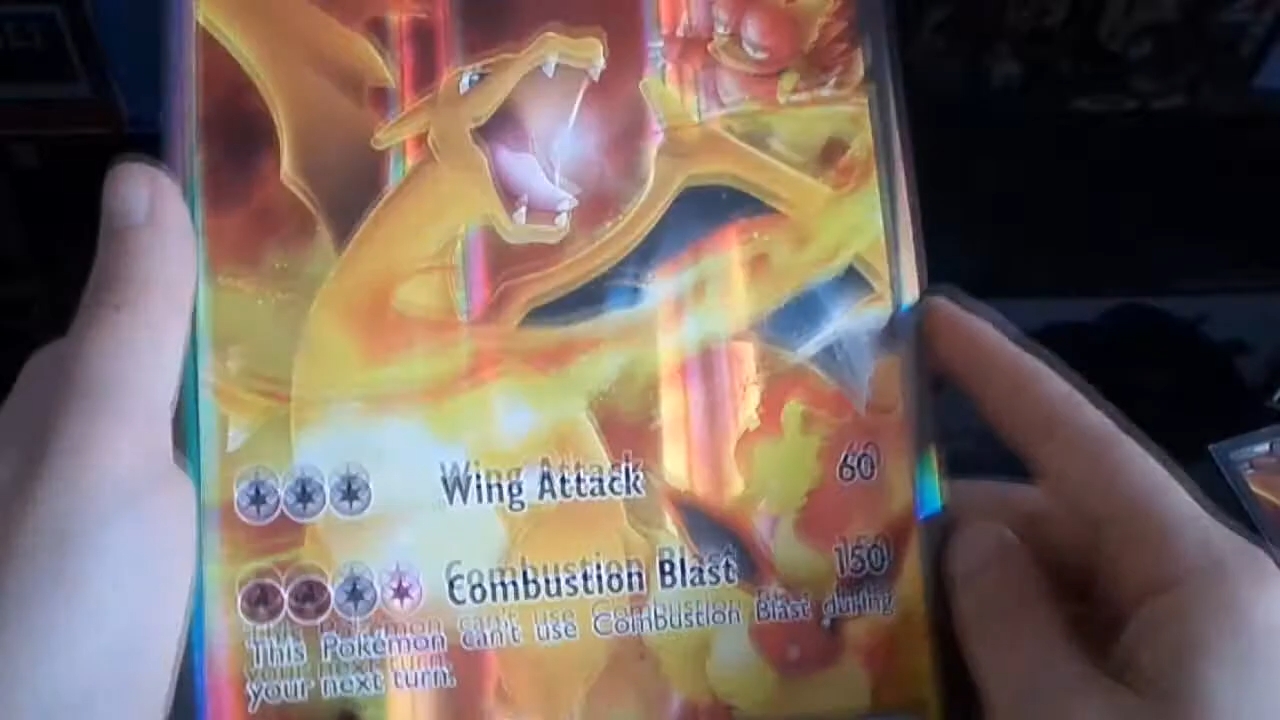 Wing Attack 60
Combustion Blast 150
This Pokémon can't use Combustion Blast during
your next turn.